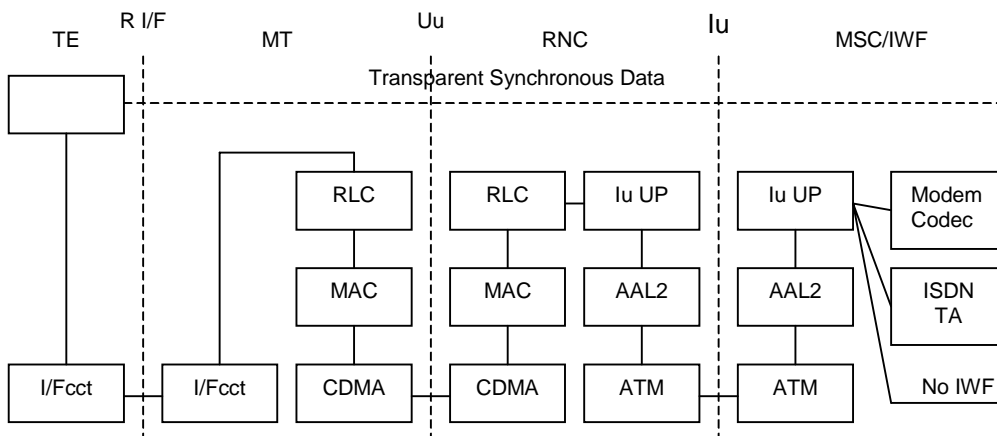 R I/F
Uu
Iu
TE
MT
RNC
MSC/IWF
Transparent Synchronous Data
RLC
RLC
Iu UP
Iu UP
Modem
Codec
MAC
MAC
AAL2
AAL2
ISDN
TA
I/Fcct
I/Fcct
CDMA
CDMA
ATM
ATM
No IWF